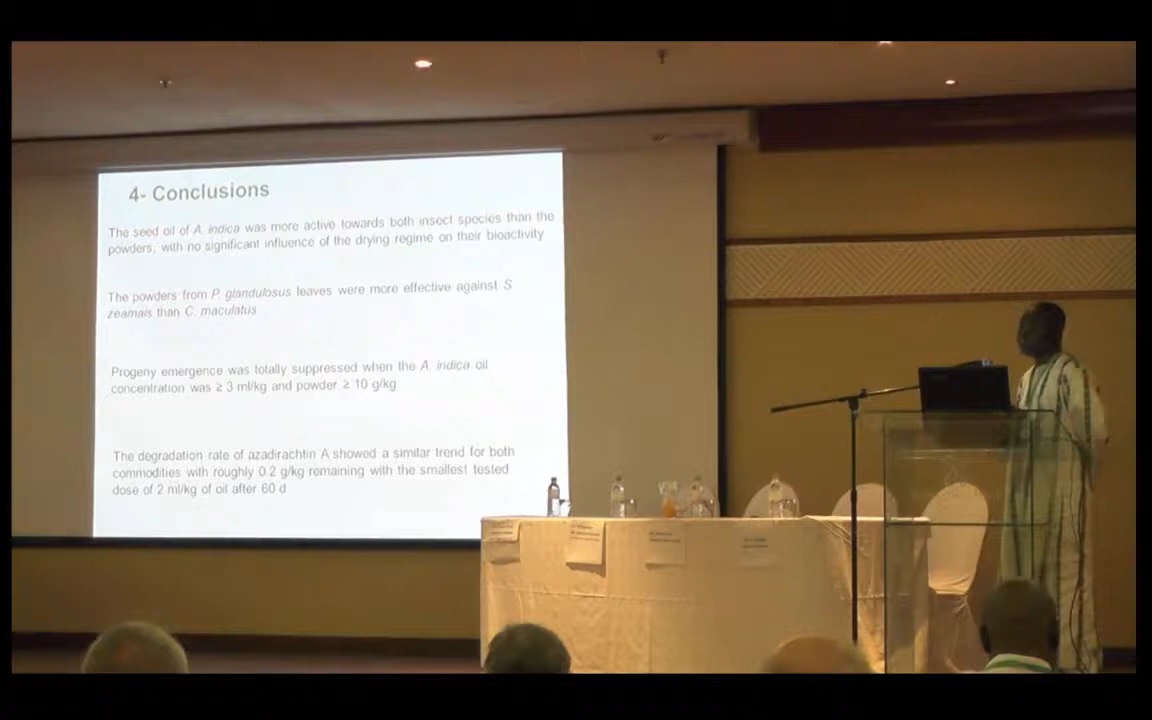 4- Conclusions
The seed oil of A. indica was more active towards both insect species than the
powders, with no significant influence of the drying regime on their bioactivity
The powders from P. glandulosus leaves were more effective against S
zeamais than C. maculatus
Progeny emergence was totally suppressed when the A. indica oil
concentration was ≥ 3 ml/kg and powder ≥ 10 g/kg
The degradation rate of azadirachtin A showed a similar trend for both
commodities with roughly 0.2 g/kg remaining with the smallest tested
dose of 2 ml/kg of oil after 60 d